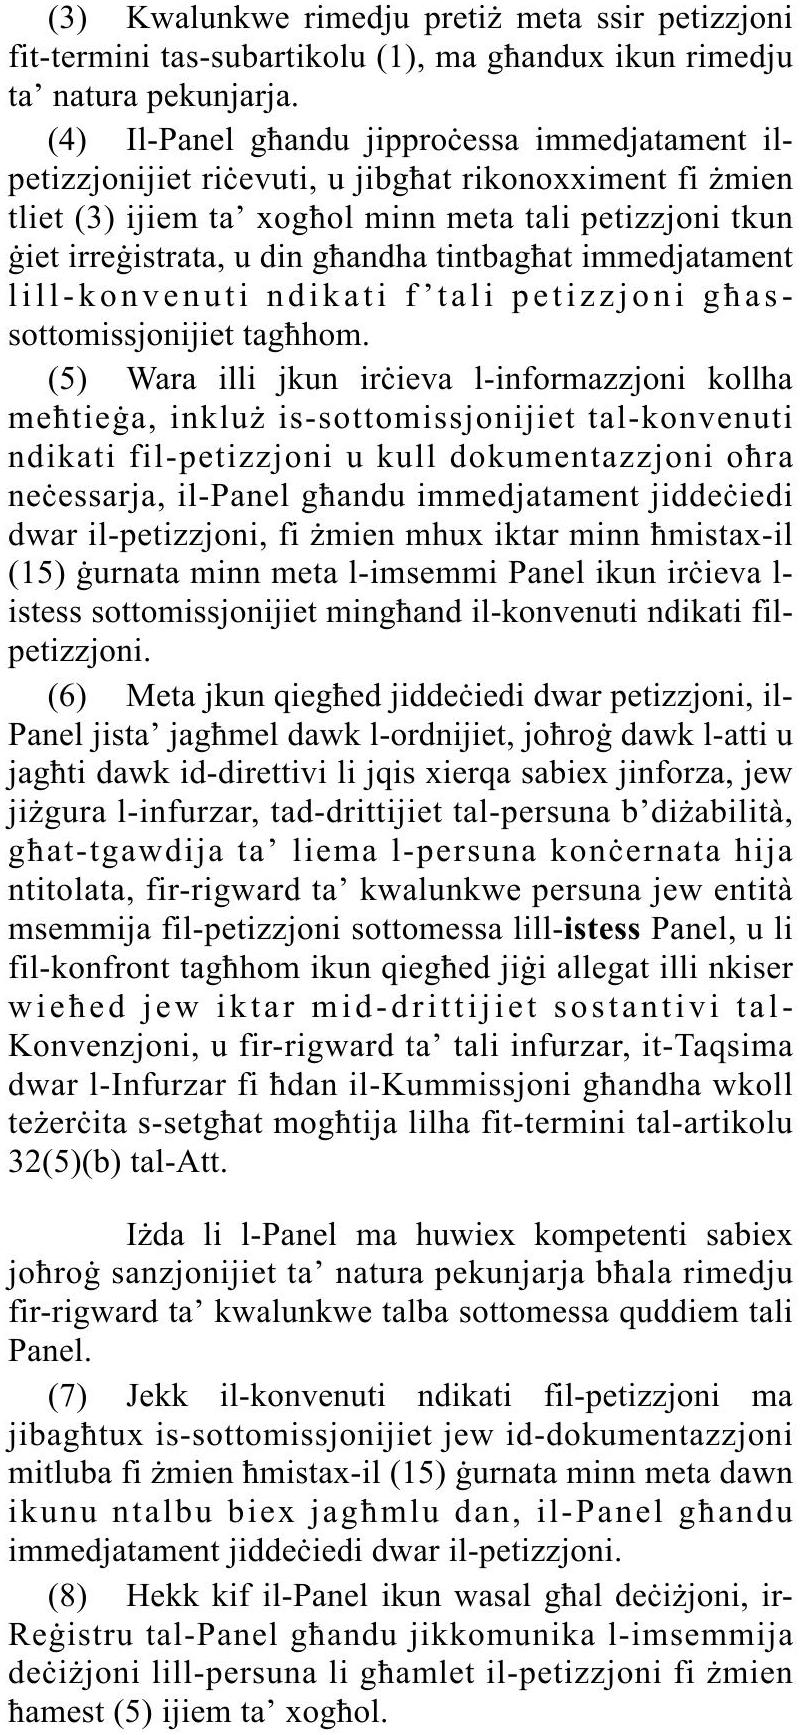 (3) Kwalunkwe rimedju pretiż meta ssir petizzjoni
fit-termini tas-subartikolu (1), ma għandux ikun rimedju
ta’ natura pekunjarja.
(4) Il-Panel għandu jipproċessa immedjatament il-
petizzjonijiet riċevuti, u jibgħat rikonoxximent fi żmien
tliet (3) ijiem ta’ xogħol minn meta tali petizzjoni tkun
ġiet irreġistrata, u din għandha tintbagħat immedjatament
lill-konvenuti ndikati f’tali petizzjoni għas-
sottomissjonijiet tagħhom.
(5) Wara illi jkun irċieva l-informazzjoni kollha
meħtieġa, inkluż is-sottomissjonijiet tal-konvenuti
ndikati fil-petizzjoni u kull dokumentazzjoni oħra
neċessarja, il-Panel għandu immedjatament jiddeċiedi
dwar il-petizzjoni, fi żmien mhux iktar minn ħmistax-il
(15) ġurnata minn meta l-imsemmi Panel ikun irċieva l-
istess sottomissjonijiet mingħand il-konvenuti ndikati fil-
petizzjoni.
(6) Meta jkun qiegħed jiddeċiedi dwar petizzjoni, il-
Panel jista’ jagħmel dawk l-ordnijiet, joħroġ dawk l-atti u
jagħti dawk id-direttivi li jqis xierqa sabiex jinforza, jew
jiżgura l-infurzar, tad-drittijiet tal-persuna b’diżabilità,
għat-tgawdija ta’ liema l-persuna konċernata hija
ntitolata, fir-rigward ta’ kwalunkwe persuna jew entità
msemmija fil-petizzjoni sottomessa lill-istess Panel, u li
fil-konfront tagħhom ikun qiegħed jiġi allegat illi nkiser
wieħed jew iktar mid-drittijiet sostantivi tal-
Konvenzjoni, u fir-rigward ta’ tali infurzar, it-Taqsima
dwar l-Infurzar fi ħdan il-Kummissjoni għandha wkoll
teżerċita s-setgħat mogħtija lilha fit-termini tal-artikolu
32(5)(b) tal-Att.
Iżda li l-Panel ma huwiex kompetenti sabiex
joħroġ sanzjonijiet ta’ natura pekunjarja bħala rimedju
fir-rigward ta’ kwalunkwe talba sottomessa quddiem tali
Panel.
(7) Jekk il-konvenuti ndikati fil-petizzjoni ma
jibagħtux is-sottomissjonijiet jew id-dokumentazzjoni
mitluba fi żmien ħmistax-il (15) ġurnata minn meta dawn
ikunu ntalbu biex jagħmlu dan, il-Panel għandu
immedjatament jiddeċiedi dwar il-petizzjoni.
(8) Hekk kif il-Panel ikun wasal għal deċiżjoni, ir-
Reġistru tal-Panel għandu jikkomunika l-imsemmija
deċiżjoni lill-persuna li għamlet il-petizzjoni fi żmien
ħamest (5) ijiem ta’ xogħol.